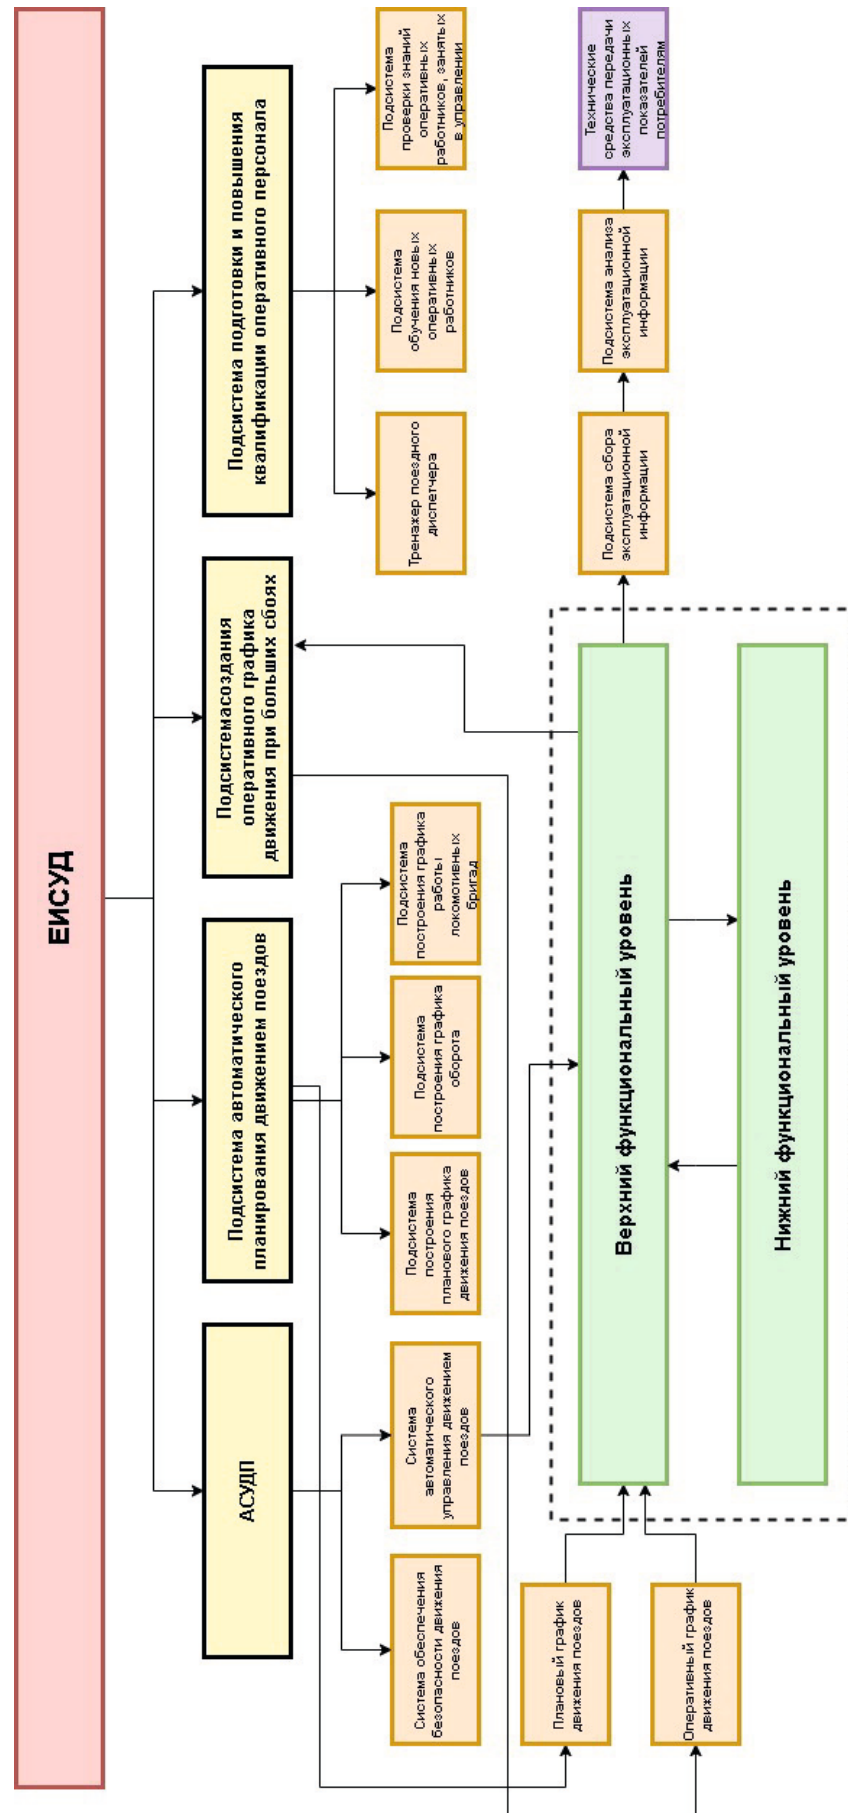 ЕИСУД
АСУДП
Подсистема автоматического
планирования движением поездов
Подсистемасоздания
оперативного графика
движения при больших сбоях
Подсистема подготовки и повышения
квалификации оперативного персонала
Система обеспечения
безопасности движения
поездов
Система
автоматического
управления движением
поездов
Подсистема
построения
планового графика
движения поездов
Подсистема
построения графика
оборота
Подсистема
построения графика
работы
локомотивных
бригад
Тренажер поездного
диспетчера
Подсистема
обучения новых
оперативных
работников
Подсистема
проверки знаний
оперативных
работников, занятых
в управлении
Плановый график
движения поездов
Оперативный график
движения поездов
Верхний функциональный уровень
Нижний функциональный уровень
Подсистема сбора
эксплуатационной
информации
Подсистема анализа
эксплуатационной
информации
Технические
средства передачи
эксплуатационных
показателей
потребителям